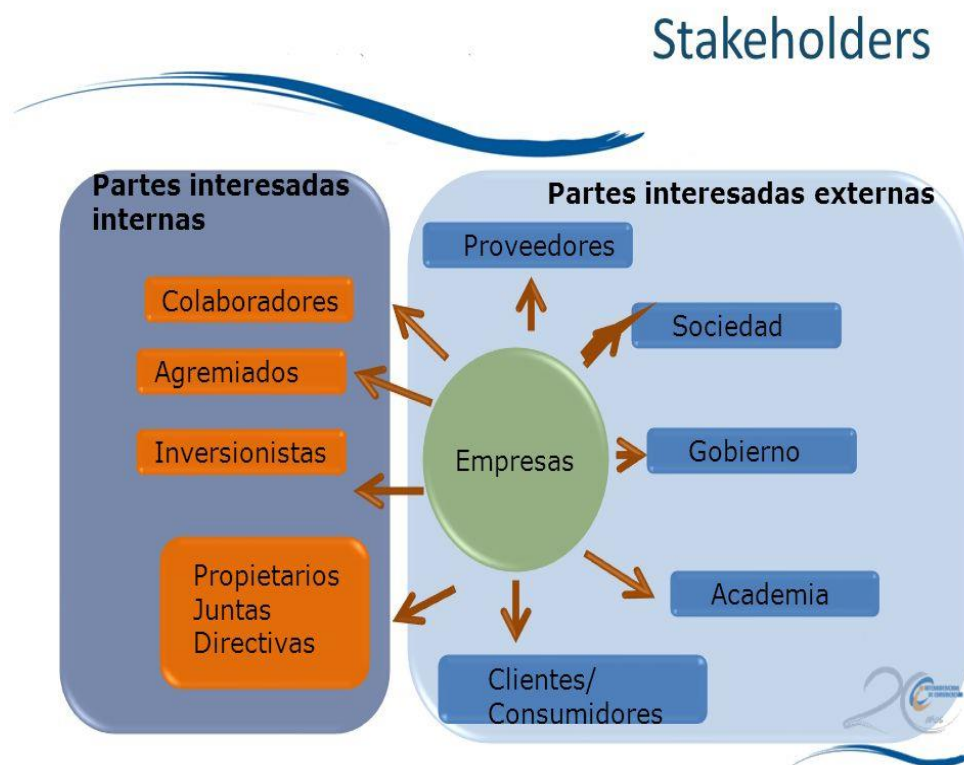 Stakeholders
Partes interesadas
internas
Partes interesadas externas
Proveedores
Colaboradores
Sociedad
Agremiados
Inversionistas
Empresas
Gobierno
Propietarios
Juntas
Directivas
Academia
Clientes/
Consumidores
20